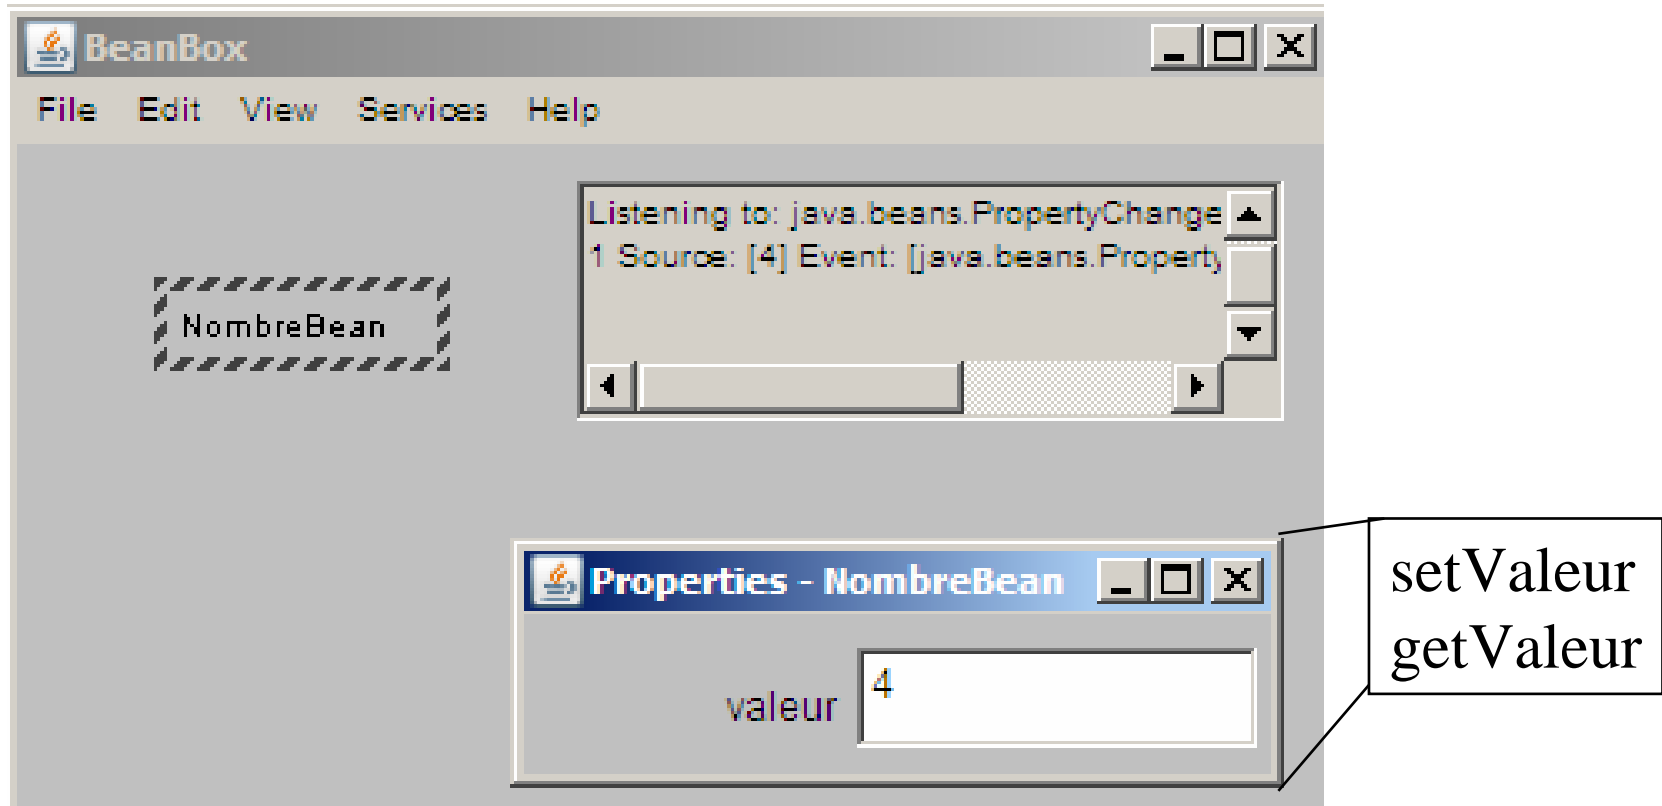 BeanBox
File Edit View Services Help
Listening to: java.beans.PropertyChange
1 Source: [4] Event: [java.beans.Property
NombreBean
Properties - NombreBean
valeur 4
setValeur
getValeur